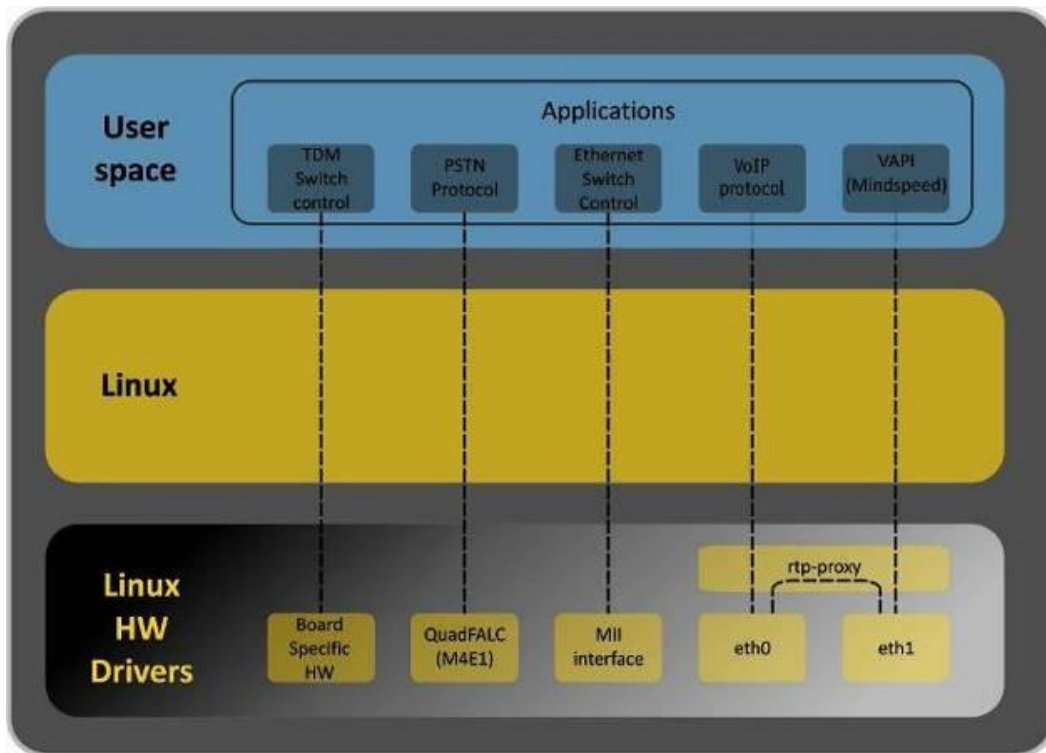 User
space
Applications
TDM
Switch
control
PSTN
Protocol
Ethernet
Switch
Control
VoIP
protocol
VAPI
(Mindspeed)
Linux
Linux
HW
Drivers
rtp-proxy
Board
Specific
HW
QuadFALC
(M4E1)
MII
interface
eth0
eth1